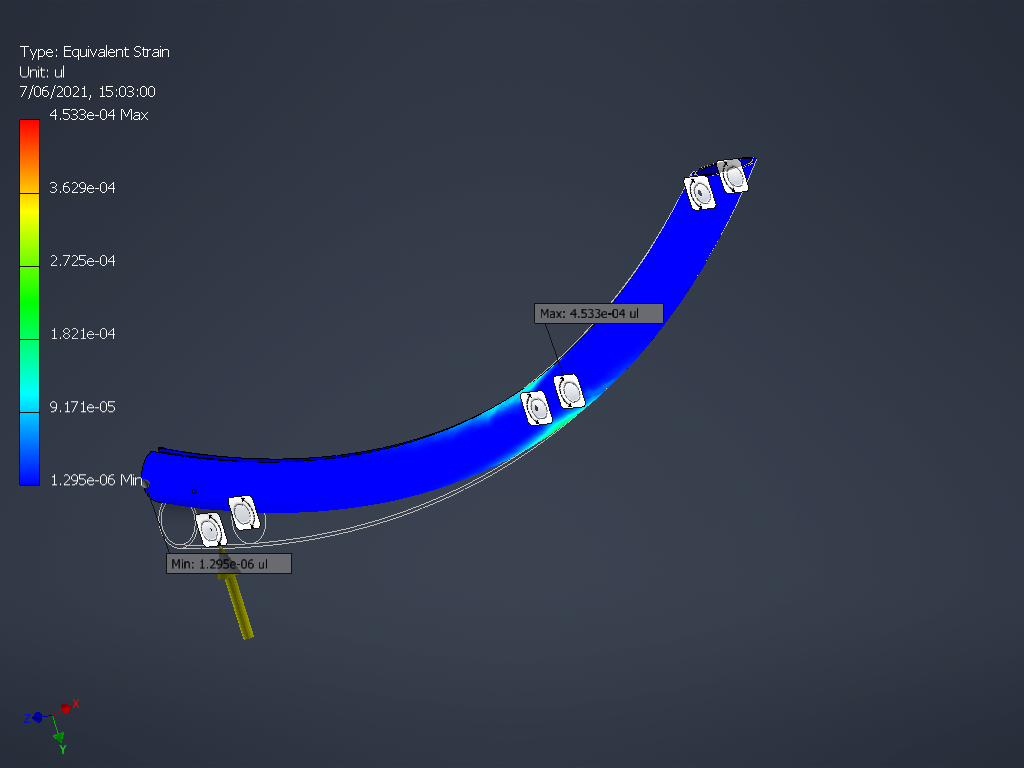 Type: Equivalent Strain
Unit: ul
7/06/2021, 15:03:00
4.533e-04 Max
3.629e-04
2.725e-04
1.821e-04
9.171e-05
1.295e-06 Min
Max: 4.533e-04 ul
Min: 1.295e-06 ul
Z
X
Y